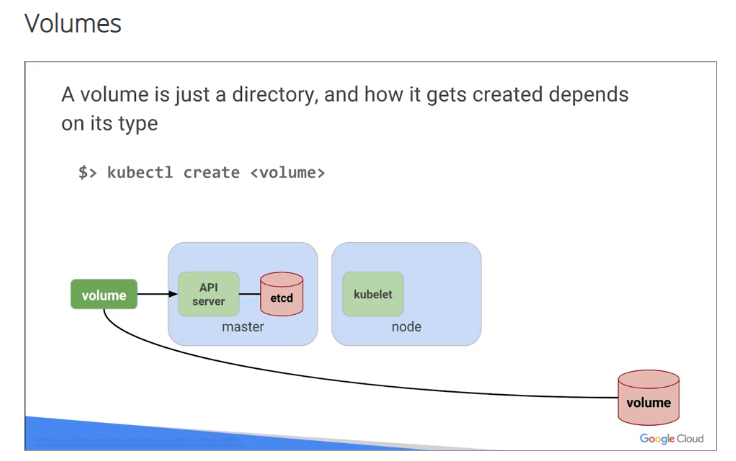 Volumes
A volume is just a directory, and how it gets created depends
on its type
$> kubectl create <volume>
volume
API
server
etcd
master
kubelet
node
volume
Google Cloud